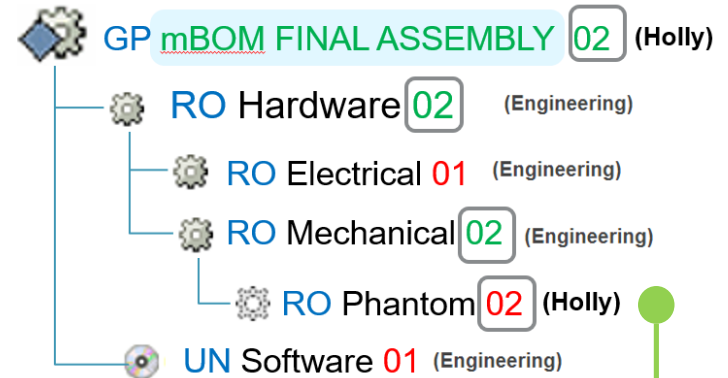 GP mBOM FINAL ASSEMBLY 02 (Holly)
RO Hardware 02 (Engineering)
RO Electrical 01 (Engineering)
RO Mechanical 02 (Engineering)
RO Phantom 02 (Holly)
UN Software 01 (Engineering)